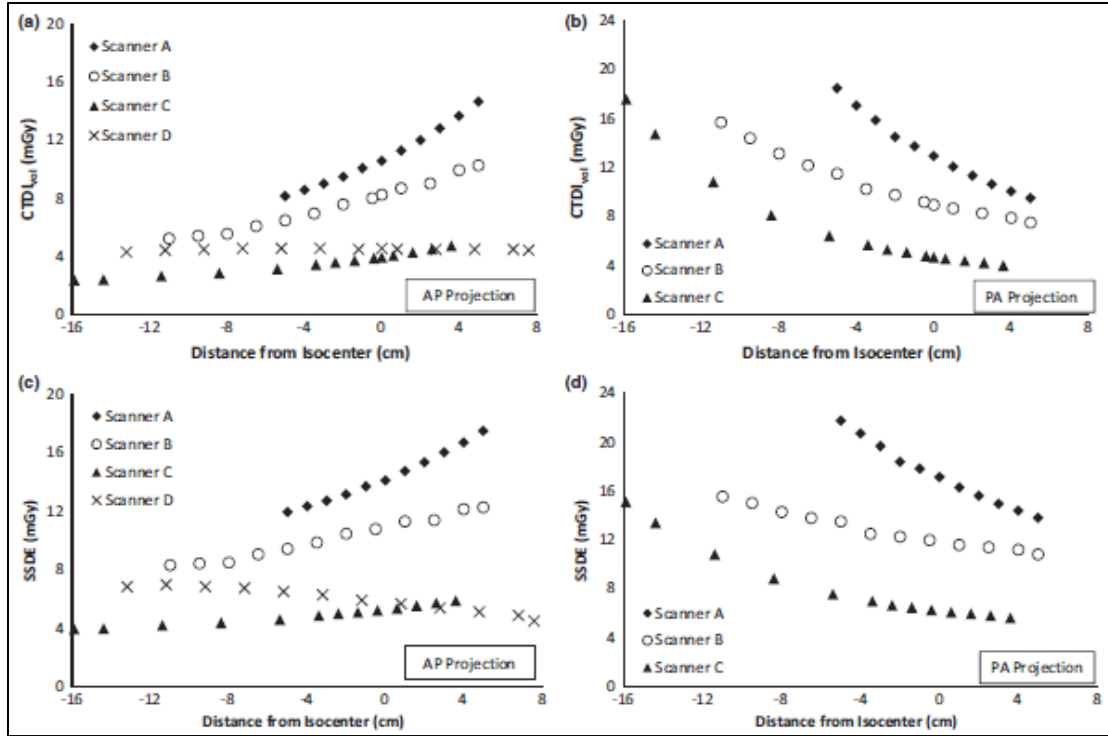 (a)
20
16
12
8
4
0
CTDIvol (mGy)
Scanner A
Scanner B
Scanner C
Scanner D
AP Projection
-16 -12 -8 -4 0 4 8
Distance from Isocenter (cm)
(b)
24
20
16
12
8
4
0
CTDIvol (mGy)
Scanner A
Scanner B
Scanner C
PA Projection
-16 -12 -8 -4 0 4 8
Distance from Isocenter (cm)
(c)
20
16
12
8
4
0
SSDE (mGy)
Scanner A
Scanner B
Scanner C
Scanner D
AP Projection
-16 -12 -8 -4 0 4 8
Distance from Isocenter (cm)
(d)
24
20
16
12
8
4
0
SSDE (mGy)
Scanner A
Scanner B
Scanner C
PA Projection
-16 -12 -8 -4 0 4 8
Distance from Isocenter (cm)